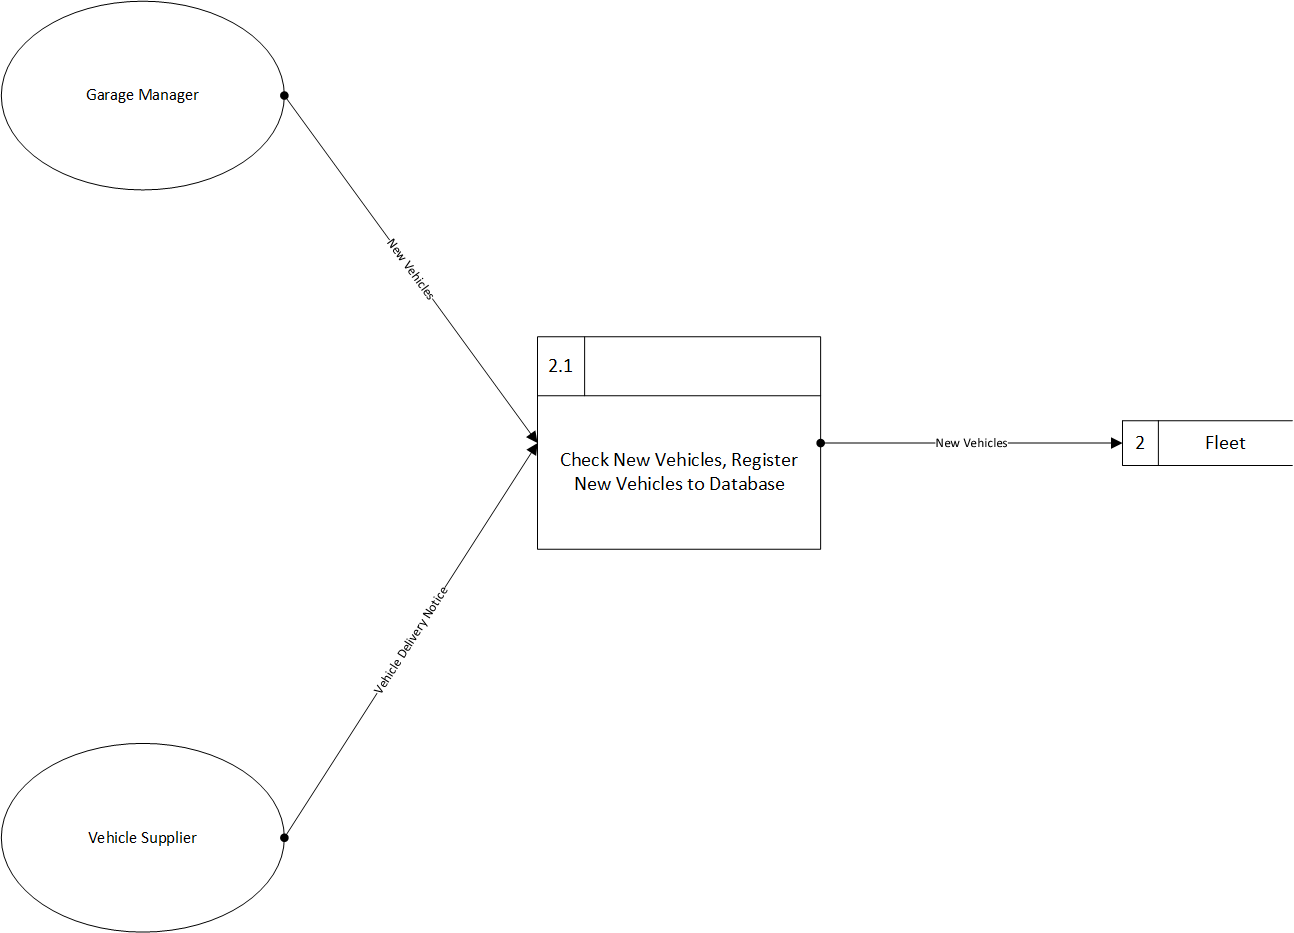 Garage Manager
New Vehicles
2.1
Check New Vehicles, Register
New Vehicles to Database
New Vehicles
2
Fleet
Vehicle Delivery Notice
Vehicle Supplier